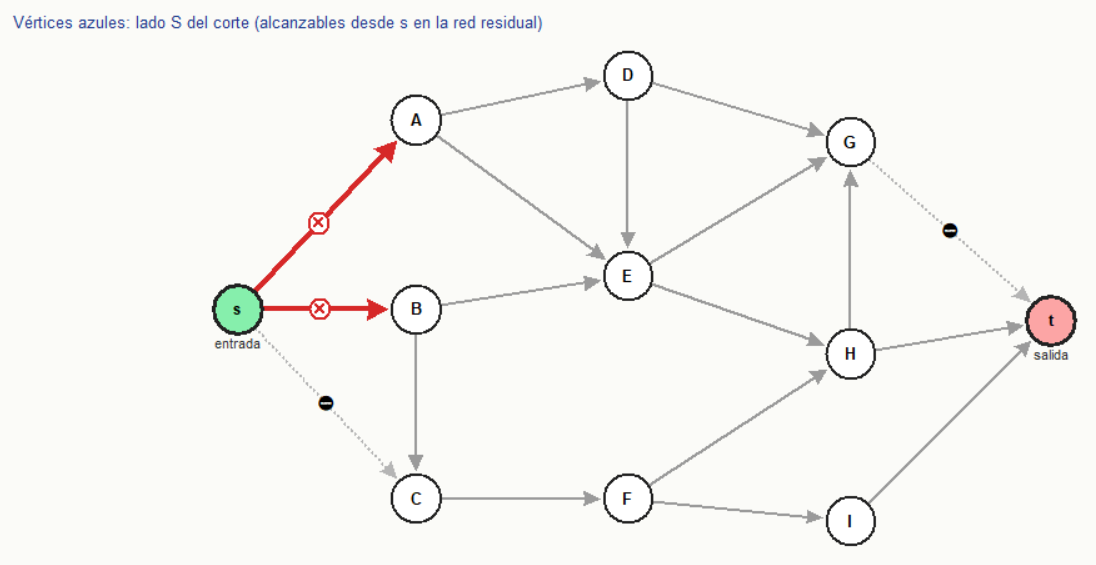 Vértices azules: lado S del corte (alcanzables desde s en la red residual)
D
A
G
E
s
B
t
entrada
H
salida
C
F
I